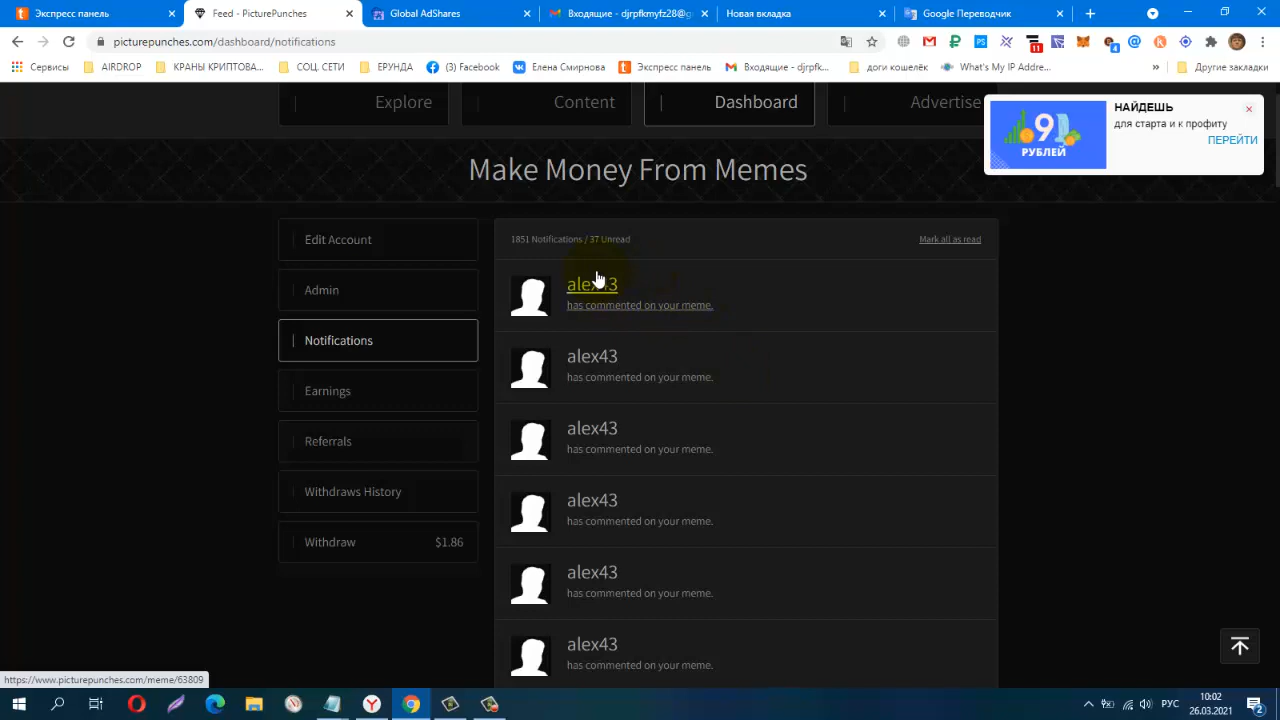 Экспресс панель
Feed - PicturePunches
Global AdShares
Входящие - djrpfkmyfz28@g
Новая вкладка
Google Переводчик
picturepunches.com/dashboard/notifications
11
4
Сервисы
AIRDROP
КРАНЫ КРИПТОВА...
СОЦ. СЕТИ
ЕРУНДА
(3) Facebook
Елена Смирнова
Экспресс панель
Входящие - djrpfk...
доги кошелёк
What's My IP Addre...
»
Другие закладки
Explore
Content
Dashboard
Advertise
91
РУБЛЕЙ
НАЙДЕШЬ
для старта и к профиту
ПЕРЕЙТИ
Make Money From Memes
Edit Account
Admin
Notifications
Earnings
Referrals
Withdraws History
Withdraw $1.86
1851 Notifications / 37 Unread
Mark all as read
alex43
has commented on your meme.
alex43
has commented on your meme.
alex43
has commented on your meme.
alex43
has commented on your meme.
alex43
has commented on your meme.
alex43
has commented on your meme.
https://www.picturepunches.com/meme/63809
РУС
10:02
26.03.2021
2